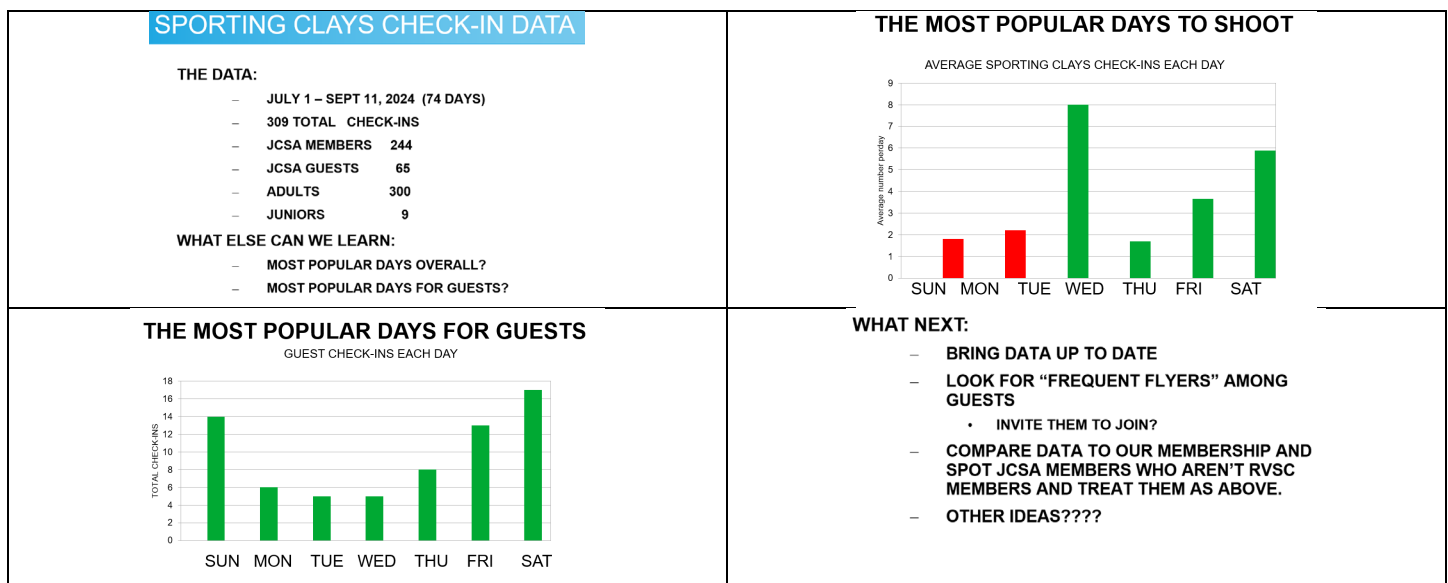 SPORTING CLAYS CHECK-IN DATA
THE DATA:
– JULY 1 – SEPT 11, 2024 (74 DAYS)
– 309 TOTAL CHECK-INS
– JCSA MEMBERS 244
– JCSA GUESTS 65
– ADULTS 300
– JUNIORS 9
WHAT ELSE CAN WE LEARN:
– MOST POPULAR DAYS OVERALL?
– MOST POPULAR DAYS FOR GUESTS?
THE MOST POPULAR DAYS TO SHOOT
AVERAGE SPORTING CLAYS CHECK-INS EACH DAY
Average number perday
9
8
7
6
5
4
3
2
1
0
SUN MON TUE WED THU FRI SAT
THE MOST POPULAR DAYS FOR GUESTS
GUEST CHECK-INS EACH DAY
TOTAL CHECK-INS
18
16
14
12
10
8
6
4
2
0
SUN MON TUE WED THU FRI SAT
WHAT NEXT:
– BRING DATA UP TO DATE
– LOOK FOR “FREQUENT FLYERS” AMONG
GUESTS
• INVITE THEM TO JOIN?
– COMPARE DATA TO OUR MEMBERSHIP AND
SPOT JCSA MEMBERS WHO AREN’T RVSC
MEMBERS AND TREAT THEM AS ABOVE.
– OTHER IDEAS????